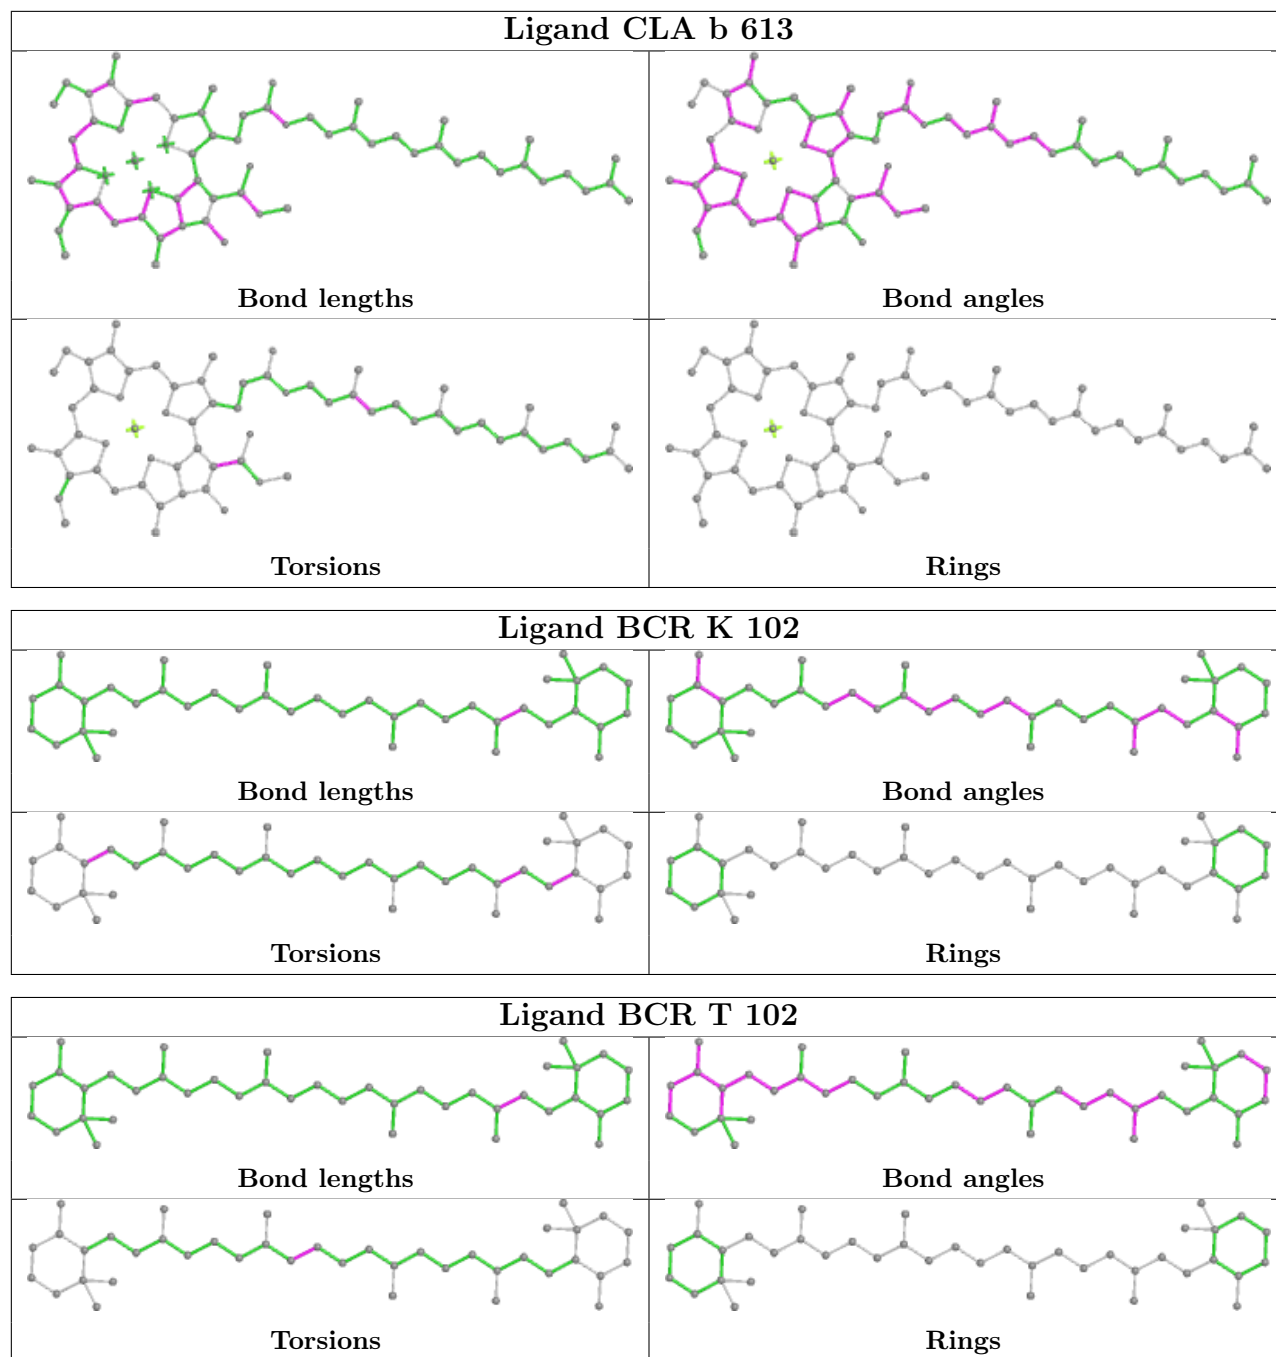 Ligand CLA b 613
Bond lengths
Bond angles
Torsions
Rings
Ligand BCR K 102
Bond lengths
Bond angles
Torsions
Rings
Ligand BCR T 102
Bond lengths
Bond angles
Torsions
Rings